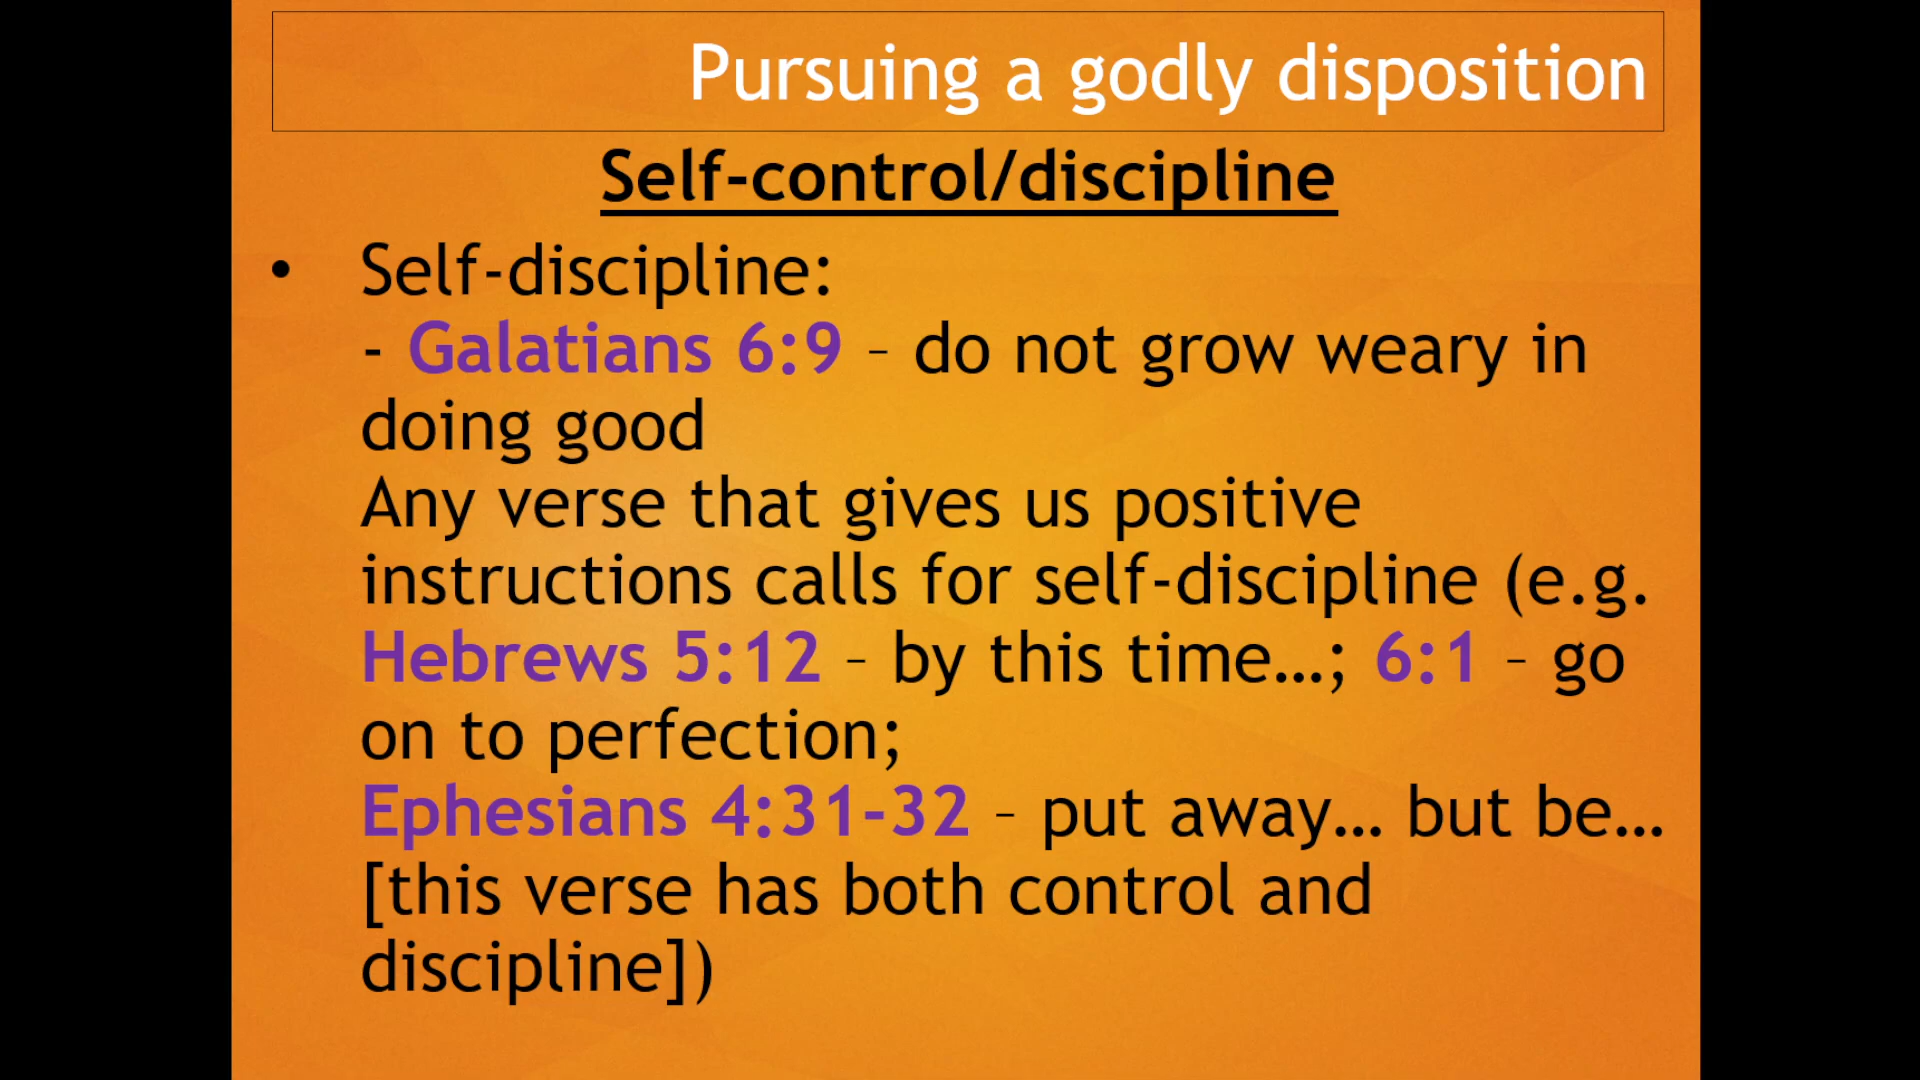 Pursuing a godly disposition
Self-control/discipline
• Self-discipline:
- Galatians 6:9 – do not grow weary in
doing good
Any verse that gives us positive
instructions calls for self-discipline (e.g.
Hebrews 5:12 – by this time…; 6:1 – go
on to perfection;
Ephesians 4:31-32 – put away… but be…
[this verse has both control and
discipline])